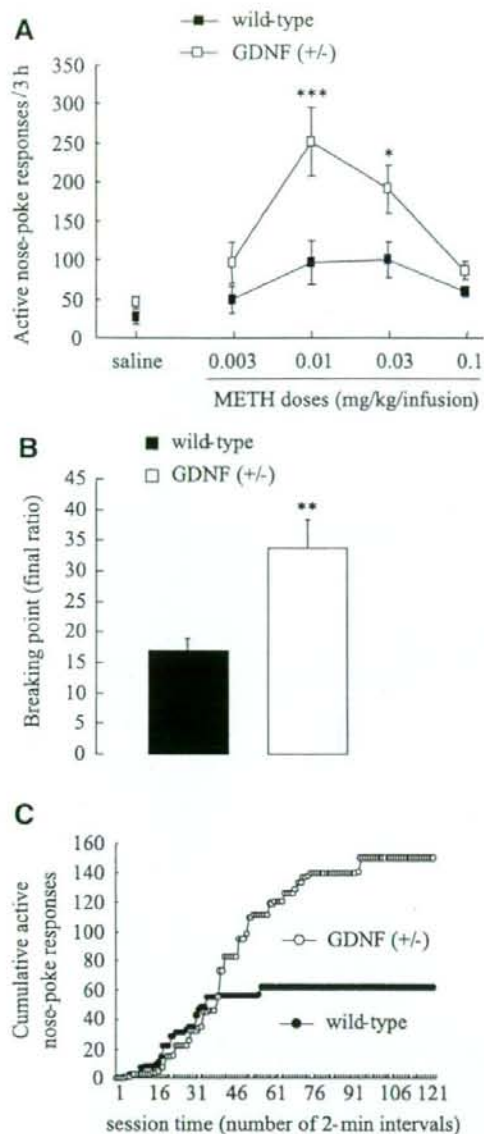 A
wild-type
GDNF (+/-)
Active nose-poke responses/3 h
350
300
250
200
150
100
50
0
***
*
saline
0.003 0.01 0.03 0.1
METH doses (mg/kg/infusion)
B
wild-type
GDNF (+/-)
Breaking point (final ratio)
45
40
35
30
25
20
15
10
5
0
**
C
Cumulative active
nose-poke responses
160
140
120
100
80
60
40
20
0
GDNF (+/-)
wild-type
1 16 31 46 61 76 91 106 121
session time (number of 2-min intervals)